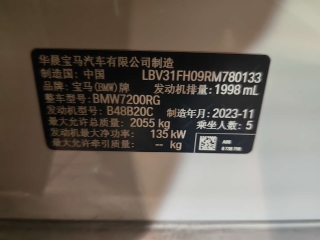 华晨宝马汽车有限公司制造
制造国: 中国 LBV31FH09RM780133
品牌: 宝马(BMW)牌 发动机排量: 1998 mL
整车型号: BMW7200RG
发动机型号: B48B20C 制造年月: 2023-11
最大允许总质量: 2055 kg 乘坐人数: 5
发动机最大净功率: 135 kW
最大允许牵引质量: -- kg